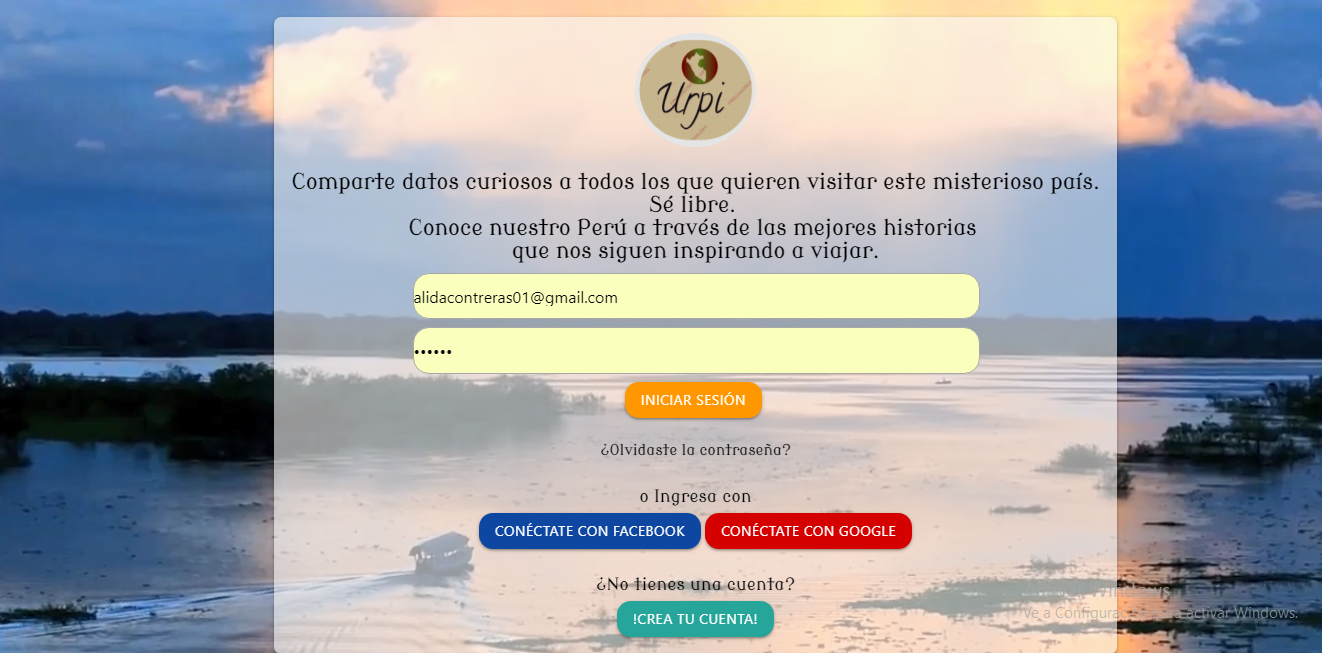 Urpi
Comparte datos curiosos a todos los que quieren visitar este misterioso país.
Sé libre.
Conoce nuestro Perú a través de las mejores historias
que nos siguen inspirando a viajar.
alidacontreras01@gmail.com
••••••
INICIAR SESIÓN
¿Olvidaste la contraseña?
o Ingresa con
CONÉCTATE CON FACEBOOK CONÉCTATE CON GOOGLE
¿No tienes una cuenta?
Windows
Ve a Configurac activar Windows.
!CREA TU CUENTA!